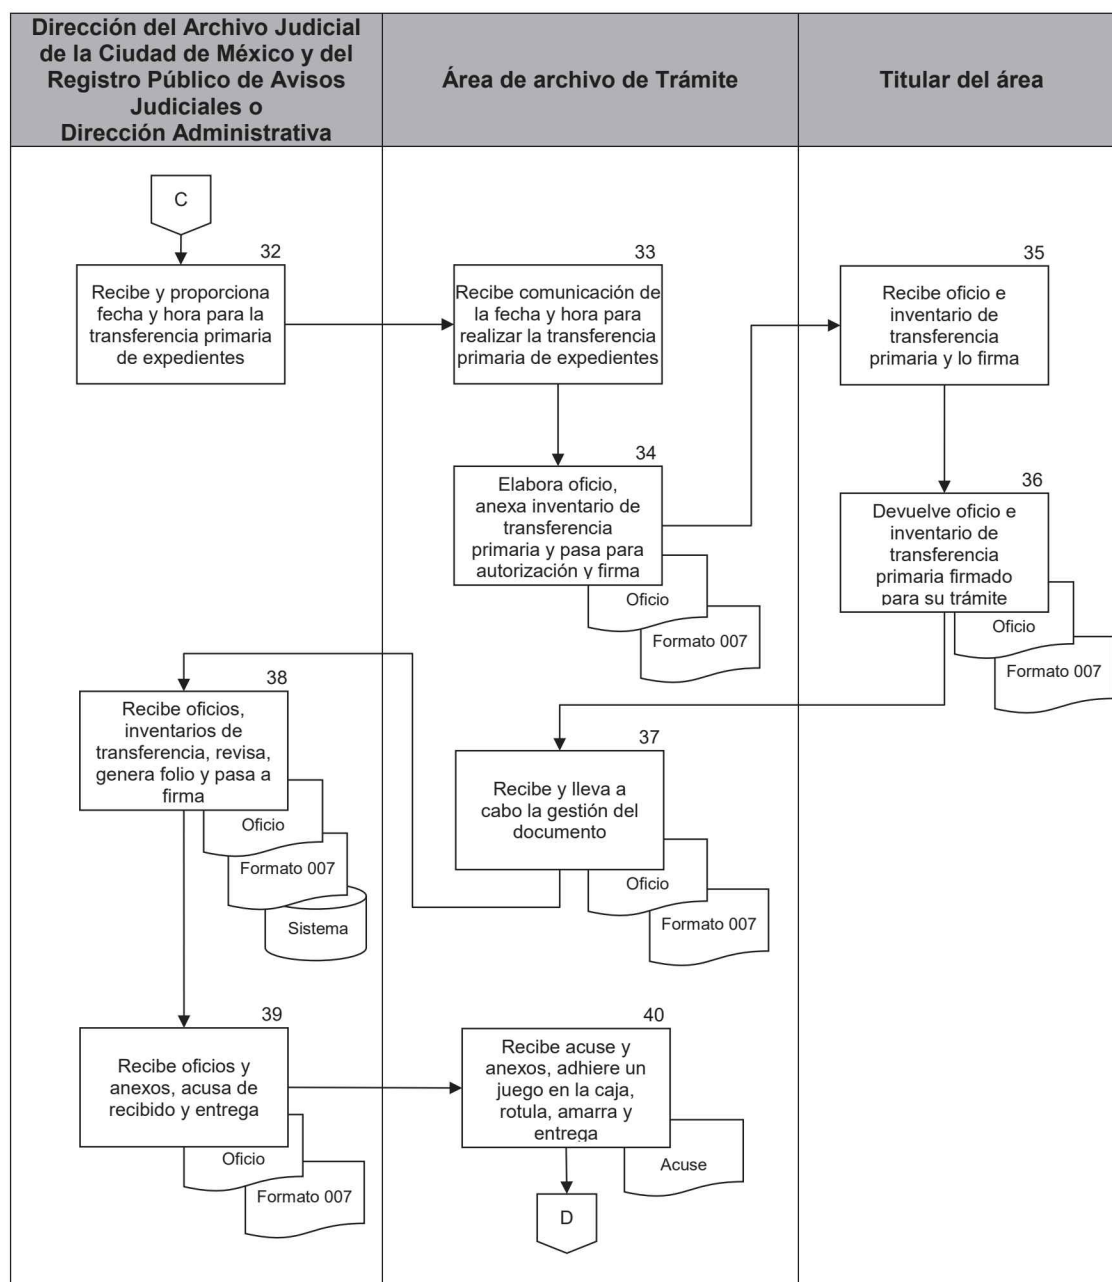 Dirección del Archivo Judicial
de la Ciudad de México y del
Registro Público de Avisos
Judiciales o
Dirección Administrativa
Área de archivo de Trámite
Titular del área
C
32
Recibe y proporciona
fecha y hora para la
transferencia primaria
de expedientes
33
Recibe comunicación de
la fecha y hora para
realizar la transferencia
primaria de expedientes
35
Recibe oficio e
inventario de
transferencia
primaria y lo firma
34
Elabora oficio,
anexa inventario de
transferencia
primaria y pasa para
autorización y firma
Oficio
Formato 007
36
Devuelve oficio e
inventario de
transferencia
primaria firmado
para su trámite
Oficio
Formato 007
38
Recibe oficios,
inventarios de
transferencia, revisa,
genera folio y pasa a
firma
Oficio
Formato 007
Sistema
37
Recibe y lleva a
cabo la gestión del
documento
Oficio
Formato 007
39
Recibe oficios y
anexos, acusa de
recibido y entrega
Oficio
Formato 007
40
Recibe acuse y
anexos, adhiere un
juego en la caja,
rotula, amarra y
entrega
Acuse
D